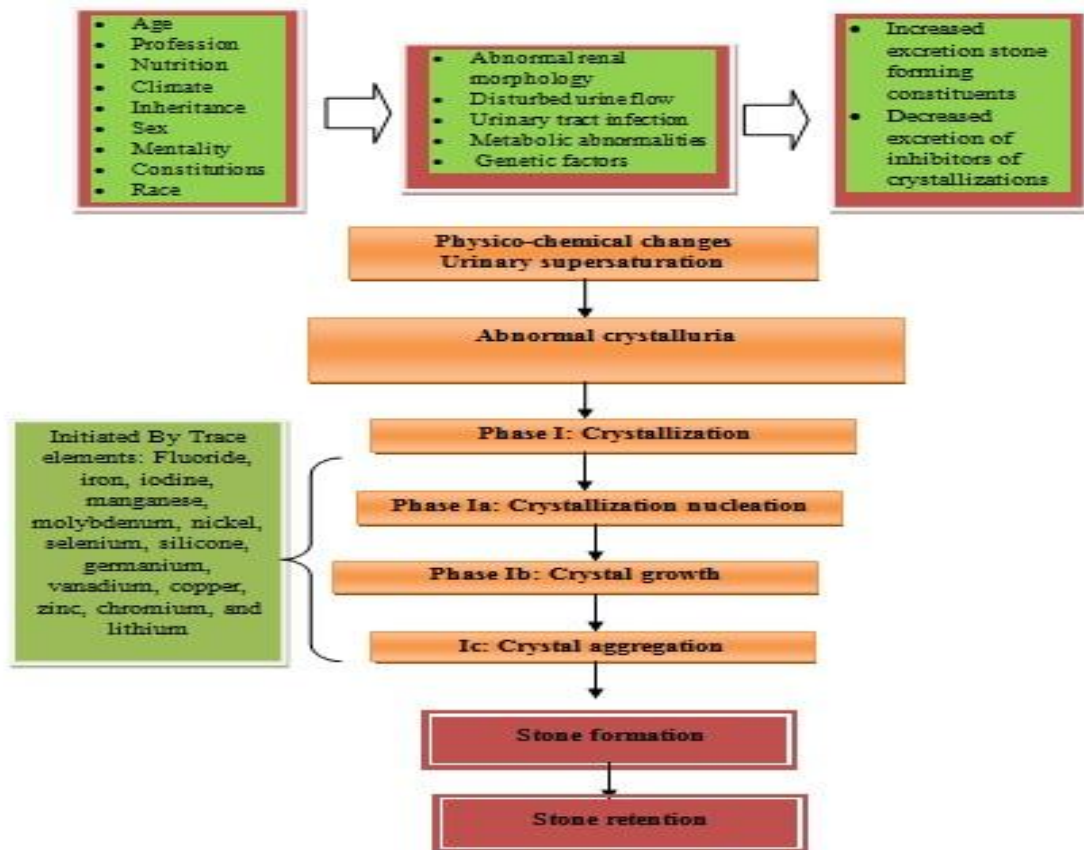 • Age
• Profession
• Nutrition
• Climate
• Inheritance
• Sex
• Mentality
• Constitutions
• Race
• Abnormal renal
morphology
• Disturbed urine flow
• Urinary tract infection
• Metabolic abnormalities
• Genetic factors
• Increased
excretion stone
forming
constituents
• Decreased
excretion of
inhibitors of
crystallizations
Physico-chemical changes
Urinary supersaturation
Abnormal crystalluria
Phase I: Crystallization
Initiated By Trace
elements: Fluoride,
iron, iodine,
manganese,
molybdenum, nickel,
selenium, silicone,
germanium,
vanadium, copper,
zinc, chromium, and
lithium
Phase Ia: Crystallization nucleation
Phase Ib: Crystal growth
Ic: Crystal aggregation
Stone formation
Stone retention